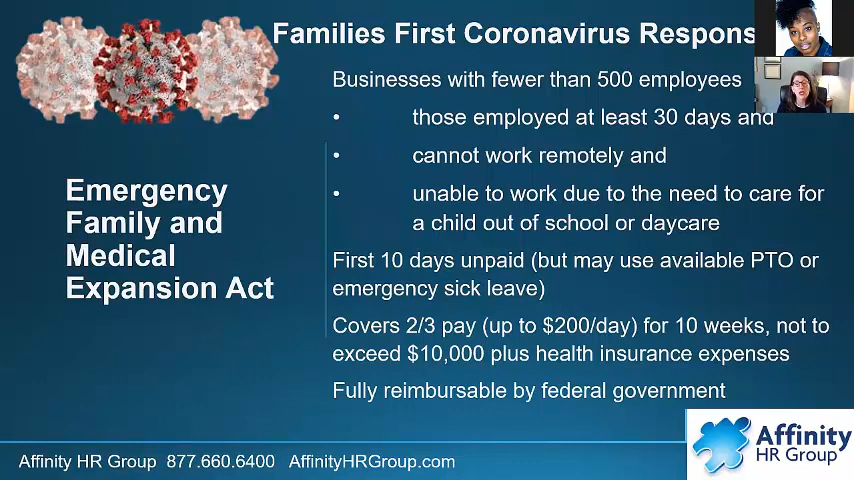 Families First Coronavirus Respons
Businesses with fewer than 500 employees
• those employed at least 30 days and
• cannot work remotely and
• unable to work due to the need to care for
a child out of school or daycare
Emergency
Family and
Medical
Expansion Act
First 10 days unpaid (but may use available PTO or
emergency sick leave)
Covers 2/3 pay (up to $200/day) for 10 weeks, not to
exceed $10,000 plus health insurance expenses
Fully reimbursable by federal government
Affinity HR Group 877.660.6400 AffinityHRGroup.com
Affinity
HR Group